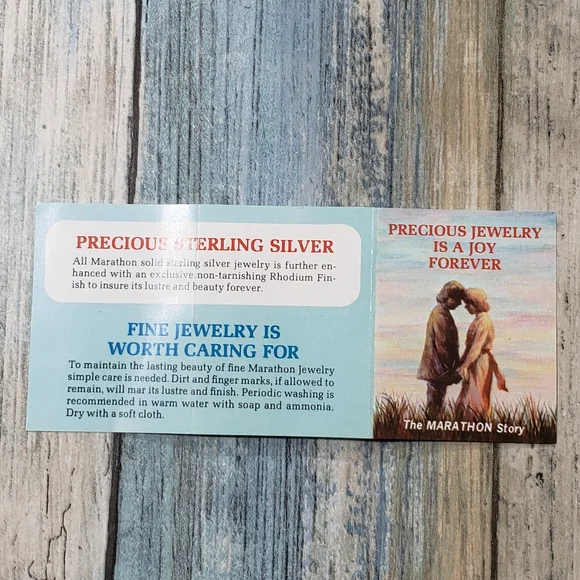 PRECIOUS STERLING SILVER
All Marathon solid sterling silver jewelry is further en-
hanced with an exclusive non-tarnishing Rhodium Fin-
ish to insure its lustre and beauty forever.
FINE JEWELRY IS
WORTH CARING FOR
To maintain the lasting beauty of fine Marathon Jewelry
simple care is needed. Dirt and finger marks, if allowed to
remain, will mar its lustre and finish. Periodic washing is
recommended in warm water with soap and ammonia.
Dry with a soft cloth.
PRECIOUS JEWELRY
IS A JOY
FOREVER
The MARATHON Story